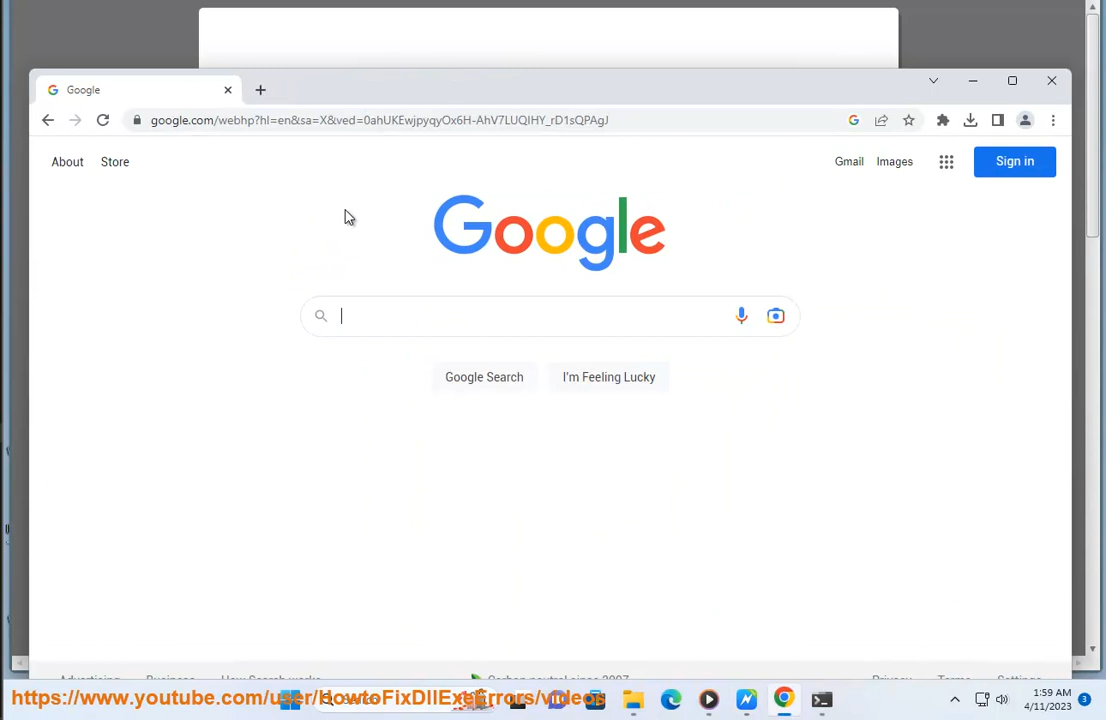 Google
google.com/webhp?hl=en&sa=X&ved=0ahUKEwjpyqyOx6H-AhV7LUQIHY_rD1sQPAgJ
About Store Gmail Images Sign in
Google
Google Search I'm Feeling Lucky
Advertising Business How Search works Carbon neutral since 2007 Privacy Terms Settings
https://www.youtube.com/user/HowtoFixDllExeErrors/videos
1:59 AM
4/11/2023
3